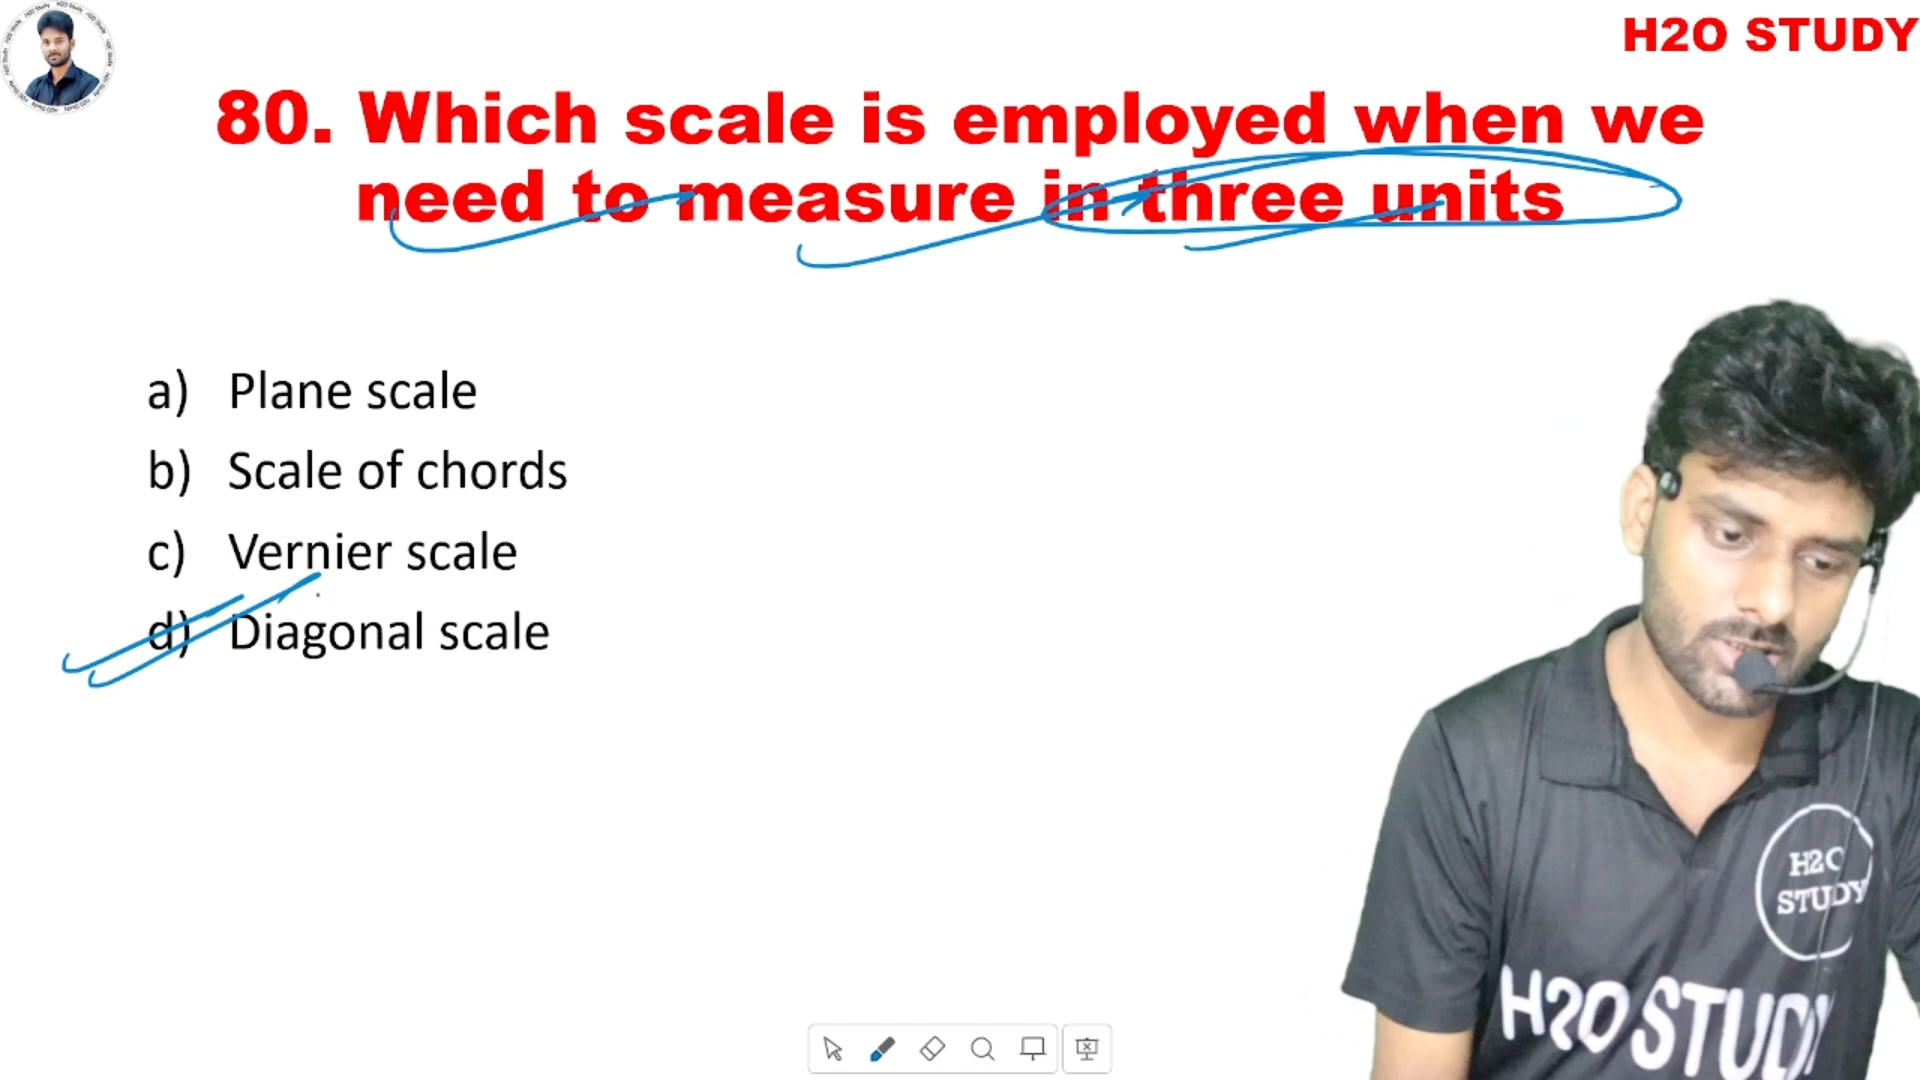 H2O STUDY
80. Which scale is employed when we
need to measure in three units
a) Plane scale
b) Scale of chords
c) Vernier scale
d) Diagonal scale
H2O
STUDY
H2O STUDY